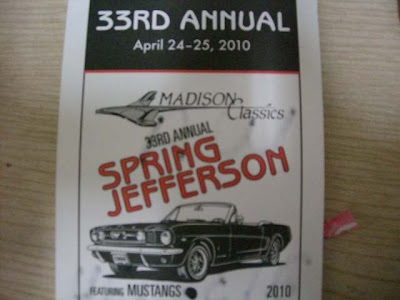 33RD ANNUAL
April 24-25, 2010
MADISON
Classics
33RD ANNUAL
SPRING
JEFFERSON
FEATURING MUSTANGS 2010